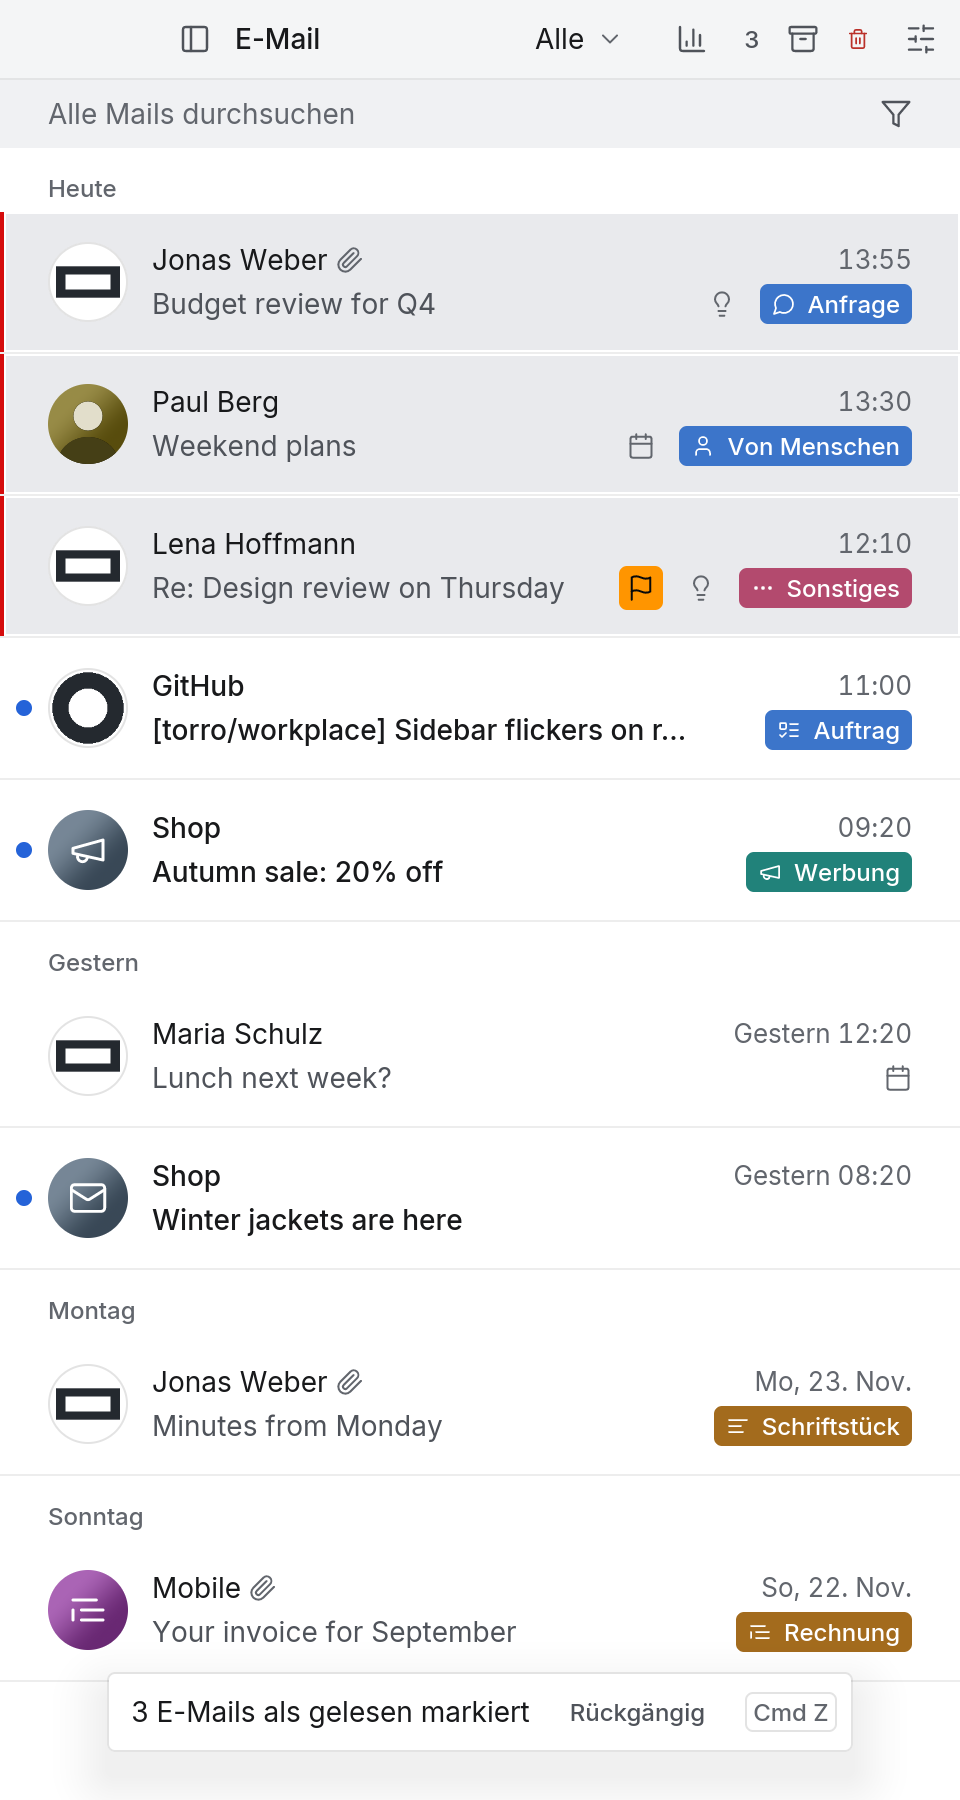 E-Mail Alle 3
Alle Mails durchsuchen
Heute
Jonas Weber 13:55
Budget review for Q4 Anfrage
Paul Berg 13:30
Weekend plans Von Menschen
Lena Hoffmann 12:10
Re: Design review on Thursday Sonstiges
GitHub 11:00
[torro/workplace] Sidebar flickers on r... Auftrag
Shop 09:20
Autumn sale: 20% off Werbung
Gestern
Maria Schulz Gestern 12:20
Lunch next week?
Shop Gestern 08:20
Winter jackets are here
Montag
Jonas Weber Mo, 23. Nov.
Minutes from Monday Schriftstück
Sonntag
Mobile So, 22. Nov.
Your invoice for September Rechnung
3 E-Mails als gelesen markiert Rückgängig Cmd Z